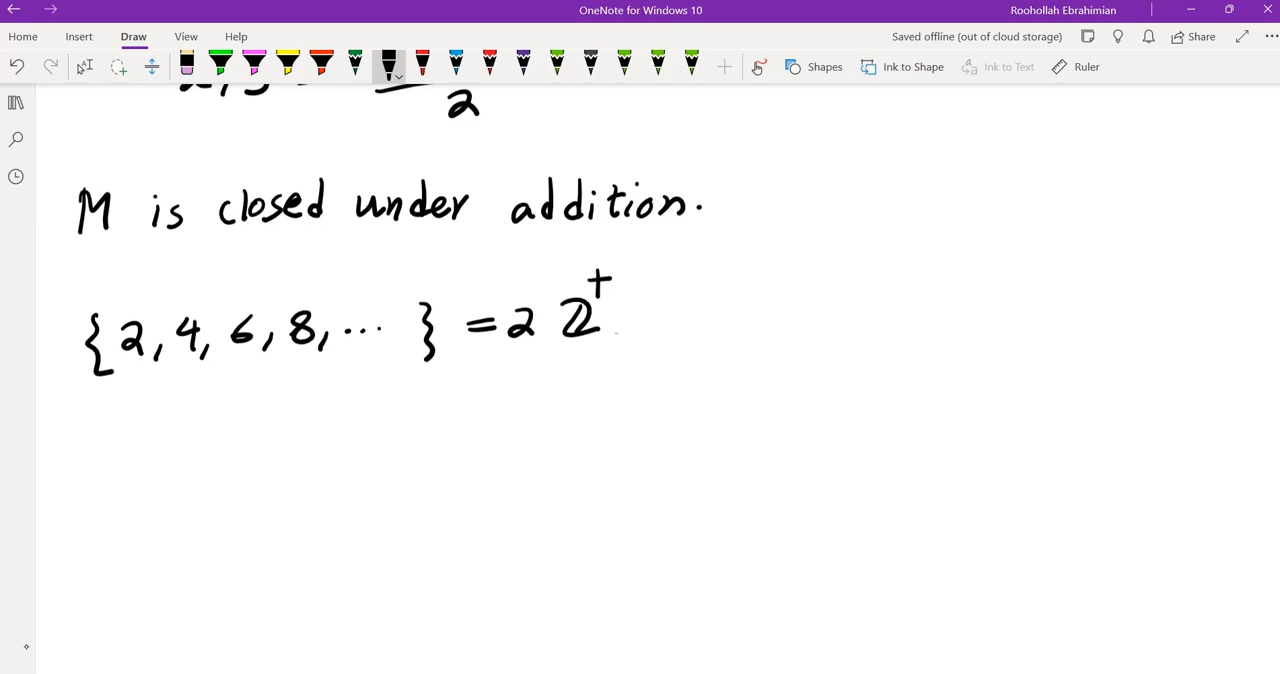 OneNote for Windows 10
Roohollah Ebrahimian
Home Insert Draw View Help
Saved offline (out of cloud storage) Share
Shapes Ink to Shape Ink to Text Ruler
2
M is closed under addition.
{2, 4, 6, 8, ... } = 2 ℤ⁺